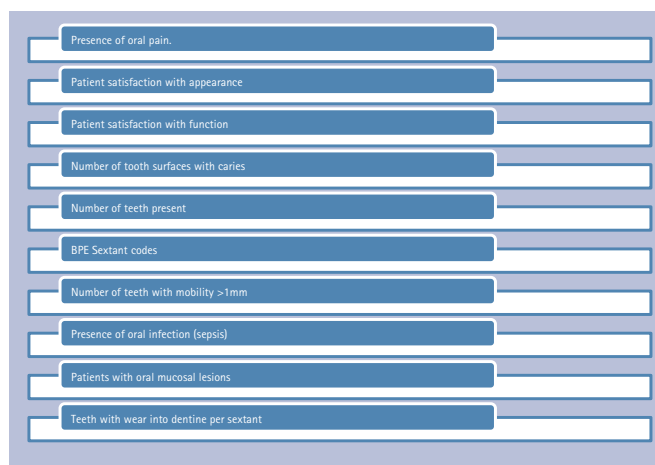 Presence of oral pain.
Patient satisfaction with appearance
Patient satisfaction with function
Number of tooth surfaces with caries
Number of teeth present
BPE Sextant codes
Number of teeth with mobility >1mm
Presence of oral infection (sepsis)
Patients with oral mucosal lesions
Teeth with wear into dentine per sextant